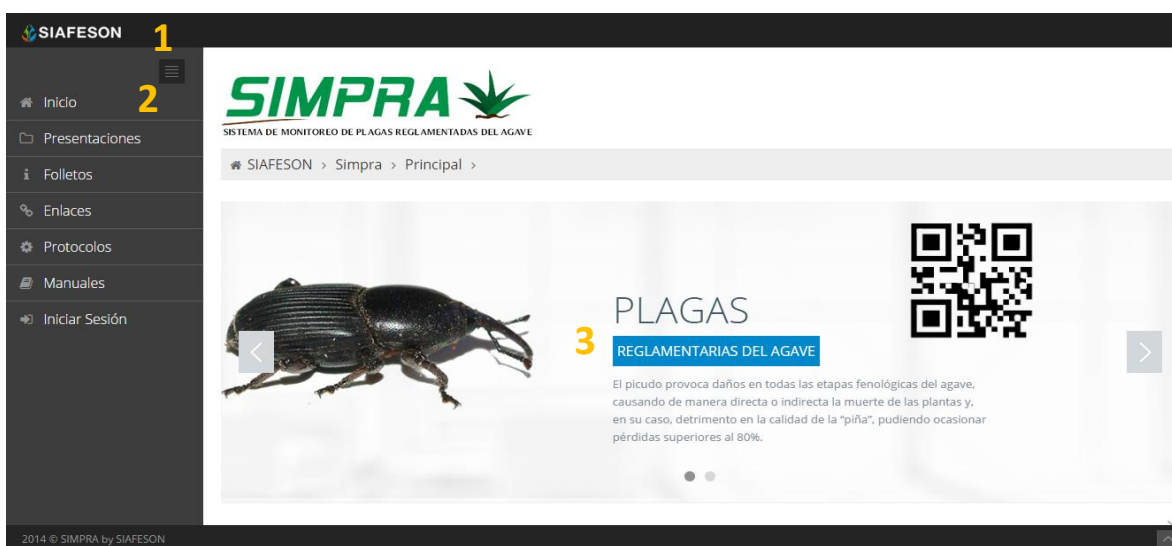 SIAFESON
1
2
Inicio
Presentaciones
Folletos
Enlaces
Protocolos
Manuales
Iniciar Sesión
SIMPRA
SISTEMA DE MONITOREO DE PLAGAS REGLAMENTADAS DEL AGAVE
SIAFESON > Simpra > Principal >
PLAGAS
3
REGLAMENTARIAS DEL AGAVE
El picudo provoca daños en todas las etapas fenológicas del agave,
causando de manera directa o indirecta la muerte de las plantas y,
en su caso, detrimento en la calidad de la “piña”, pudiendo ocasionar
pérdidas superiores al 80%.
2014 © SIMPRA by SIAFESON